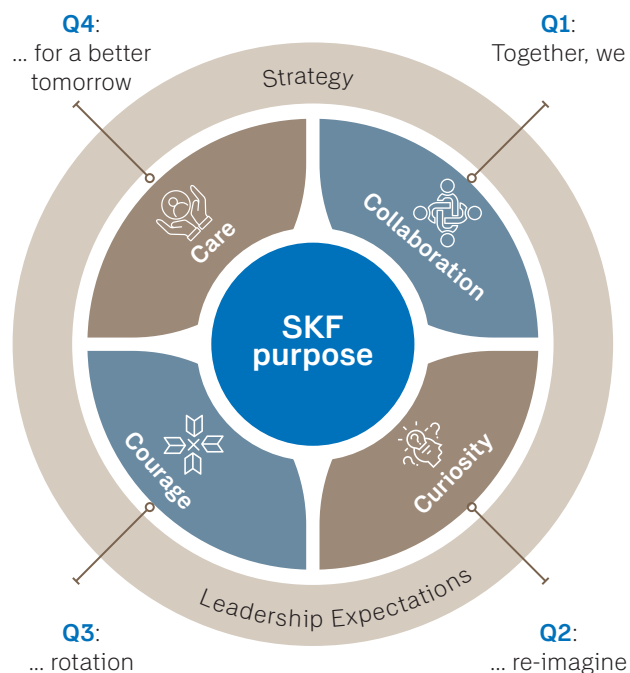 Q4:
... for a better
tomorrow
Q1:
Together, we
Strategy
Care
Collaboration
SKF
purpose
Courage
Curiosity
Leadership Expectations
Q3:
... rotation
Q2:
... re-imagine